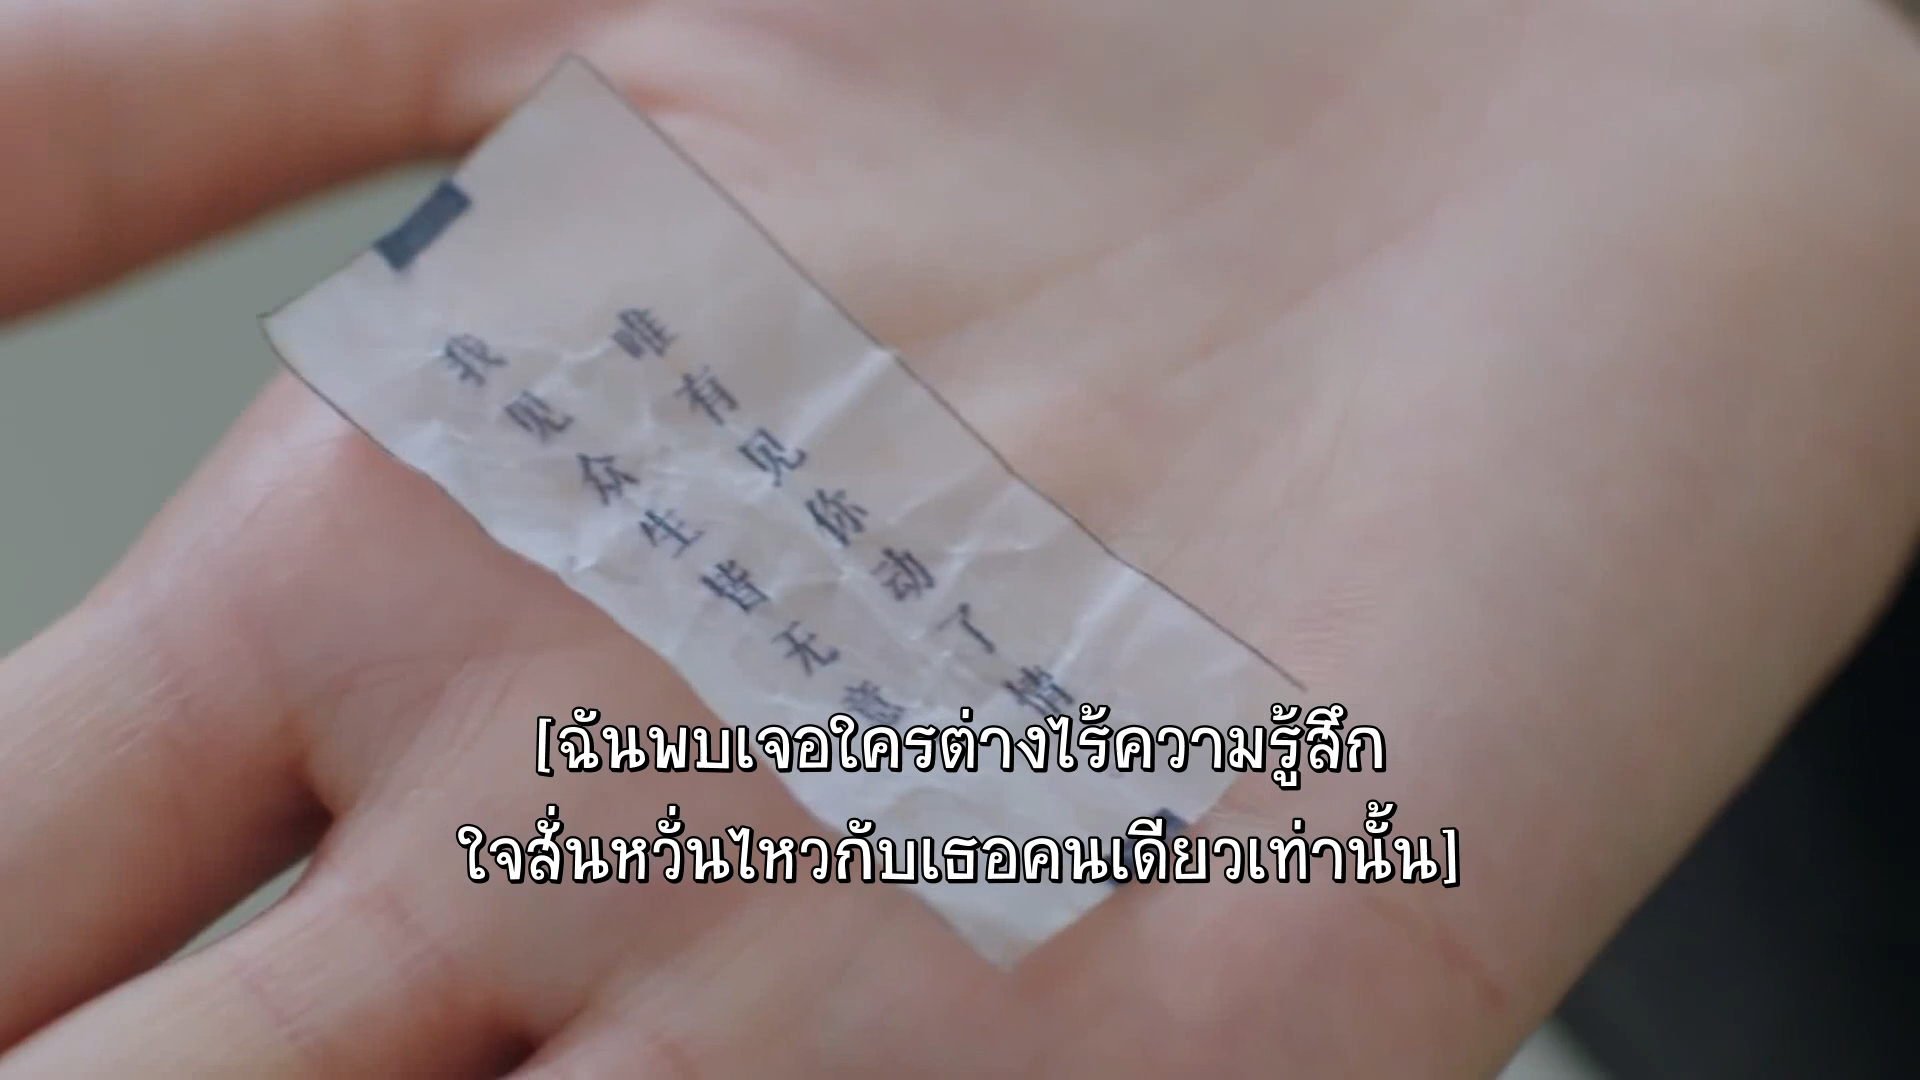 我见众生皆无意
唯有见你动了情
[ฉันพบเจอใครต่างไร้ความรู้สึก
ใจสั่นหวั่นไหวกับเธอคนเดียวเท่านั้น]